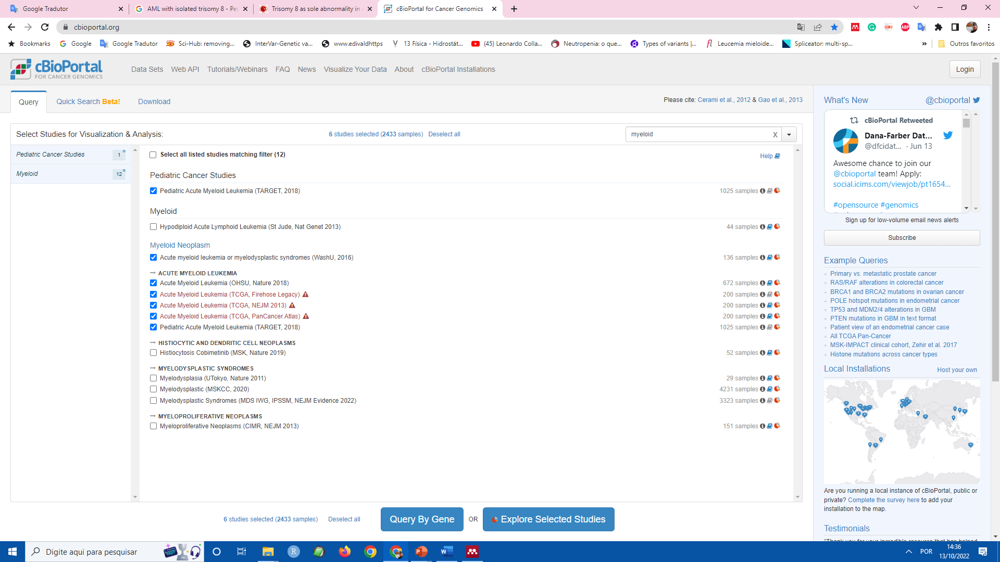 Google Tradutor
AML with isolated trisomy 8 - Pes
Trisomy 8 as sole abnormality in A
cBioPortal for Cancer Genomics
cbioportal.org
Bookmarks
Google
Google Tradutor
Sci-Hub: removing...
InterVar-Genetic va...
www.edivaldhttps
13 Física - Hidrostát...
(45) Leonardo Colla...
Neutropenia: o que...
Types of variants |...
Leucemia mieloide...
Spliceator: multi-sp...
»
Outros favoritos
cBioPortal
FOR CANCER GENOMICS
Data Sets Web API Tutorials/Webinars FAQ News Visualize Your Data About cBioPortal Installations
Login
Query
Quick Search Beta!
Download
Please cite: Cerami et al., 2012 & Gao et al., 2013
Select Studies for Visualization & Analysis:
6 studies selected (2433 samples) Deselect all
myeloid
X
Pediatric Cancer Studies 1
Myeloid 12
Select all listed studies matching filter (12)
Help
Pediatric Cancer Studies
Pediatric Acute Myeloid Leukemia (TARGET, 2018) 1025 samples
Myeloid
Hypodiploid Acute Lymphoid Leukemia (St Jude, Nat Genet 2013) 44 samples
Myeloid Neoplasm
Acute myeloid leukemia or myelodysplastic syndromes (WashU, 2016) 136 samples
ACUTE MYELOID LEUKEMIA
Acute Myeloid Leukemia (OHSU, Nature 2018) 672 samples
Acute Myeloid Leukemia (TCGA, Firehose Legacy) 200 samples
Acute Myeloid Leukemia (TCGA, NEJM 2013) 200 samples
Acute Myeloid Leukemia (TCGA, PanCancer Atlas) 200 samples
Pediatric Acute Myeloid Leukemia (TARGET, 2018) 1025 samples
HISTIOCYTIC AND DENDRITIC CELL NEOPLASMS
Histiocytosis Cobimetinib (MSK, Nature 2019) 52 samples
MYELODYSPLASTIC SYNDROMES
Myelodysplasia (UTokyo, Nature 2011) 29 samples
Myelodysplastic (MSKCC, 2020) 4231 samples
Myelodysplastic Syndromes (MDS IWG, IPSSM, NEJM Evidence 2022) 3323 samples
MYELOPROLIFERATIVE NEOPLASMS
Myeloproliferative Neoplasms (CIMR, NEJM 2013) 151 samples
6 studies selected (2433 samples) Deselect all
Query By Gene
OR
Explore Selected Studies
What's New
@cbioportal
cBioPortal Retweeted
Dana-Farber Dat...
@dfcidat... · Jun 13
Awesome chance to join our
@cbioportal team! Apply:
social.icims.com/viewjob/pt1654...
#opensource #genomics
Sign up for low-volume email news alerts
Subscribe
Example Queries
Primary vs. metastatic prostate cancer
RAS/RAF alterations in colorectal cancer
BRCA1 and BRCA2 mutations in ovarian cancer
POLE hotspot mutations in endometrial cancer
TP53 and MDM2/4 alterations in GBM
PTEN mutations in GBM in text format
Patient view of an endometrial cancer case
All TCGA Pan-Cancer
MSK-IMPACT clinical cohort, Zehir et al. 2017
Histone mutations across cancer types
Local Installations
Host your own
Are you running a local instance of cBioPortal, public or
private? Complete the survey here to add your
installation to the map.
Testimonials
Digite aqui para pesquisar
POR
14:36
13/10/2022